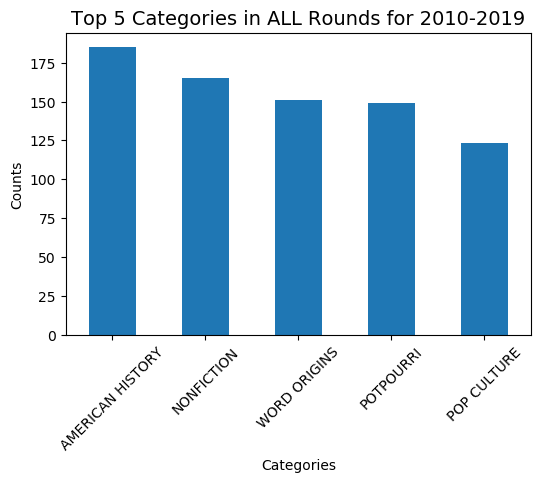 Top 5 Categories in ALL Rounds for 2010-2019
175
150
125
100
75
50
25
0
Counts
AMERICAN HISTORY
NONFICTION
WORD ORIGINS
POTPOURRI
POP CULTURE
Categories